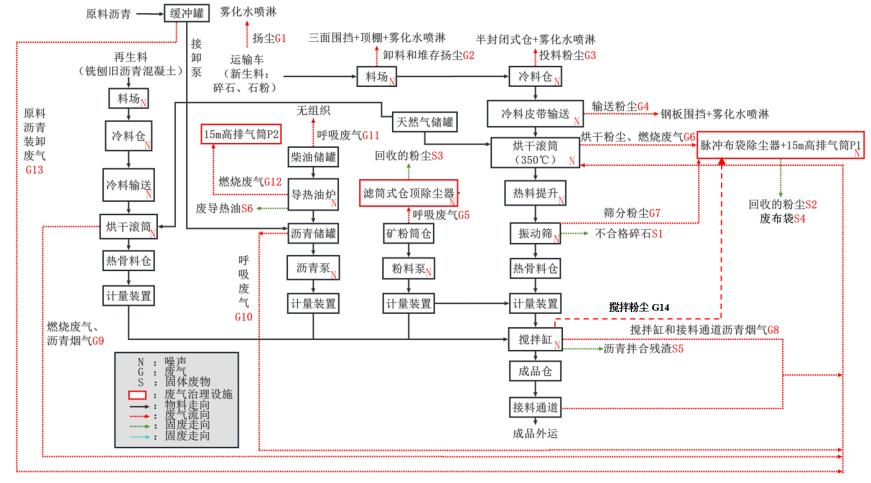 原料沥青
缓冲罐
雾化水喷淋
扬尘G1
接卸泵
三面围挡+顶棚+雾化水喷淋
卸料和堆存扬尘G2
半封闭式仓+雾化水喷淋
投料粉尘G3
再生料
（铣刨旧沥青混凝土）
运输车
（新生料：
碎石、石粉）
料场N
冷料仓N
料场N
无组织
呼吸废气G11
天然气储罐
冷料皮带输送N
输送粉尘G4
钢板围挡+雾化水喷淋
原料沥青装卸废气G13
冷料仓N
15m高排气筒P2
柴油储罐
回收的粉尘S3
烘干滚筒
（350℃）N
烘干粉尘、燃烧废气G6
脉冲布袋除尘器+15m高排气筒P1
冷料输送N
燃烧废气G12
导热油炉N
滤筒式仓顶除尘器
热料提升N
废导热油S6
呼吸废气G5
筛分粉尘G7
回收的粉尘S2
废布袋S4
烘干滚筒N
沥青储罐
矿粉筒仓
振动筛N
不合格碎石S1
热骨料仓
呼吸废气G10
沥青泵N
粉料泵N
热骨料仓
计量装置
计量装置
计量装置
计量装置
搅拌粉尘 G14
燃烧废气、
沥青烟气G9
搅拌缸N
搅拌缸和接料通道沥青烟气G8
沥青拌合残渣S5
成品仓
接料通道
成品外运
N ：噪声
G ：废气
S ：固体废物
：废气治理设施
：物料走向
：废气流向
：固废走向
：固废走向